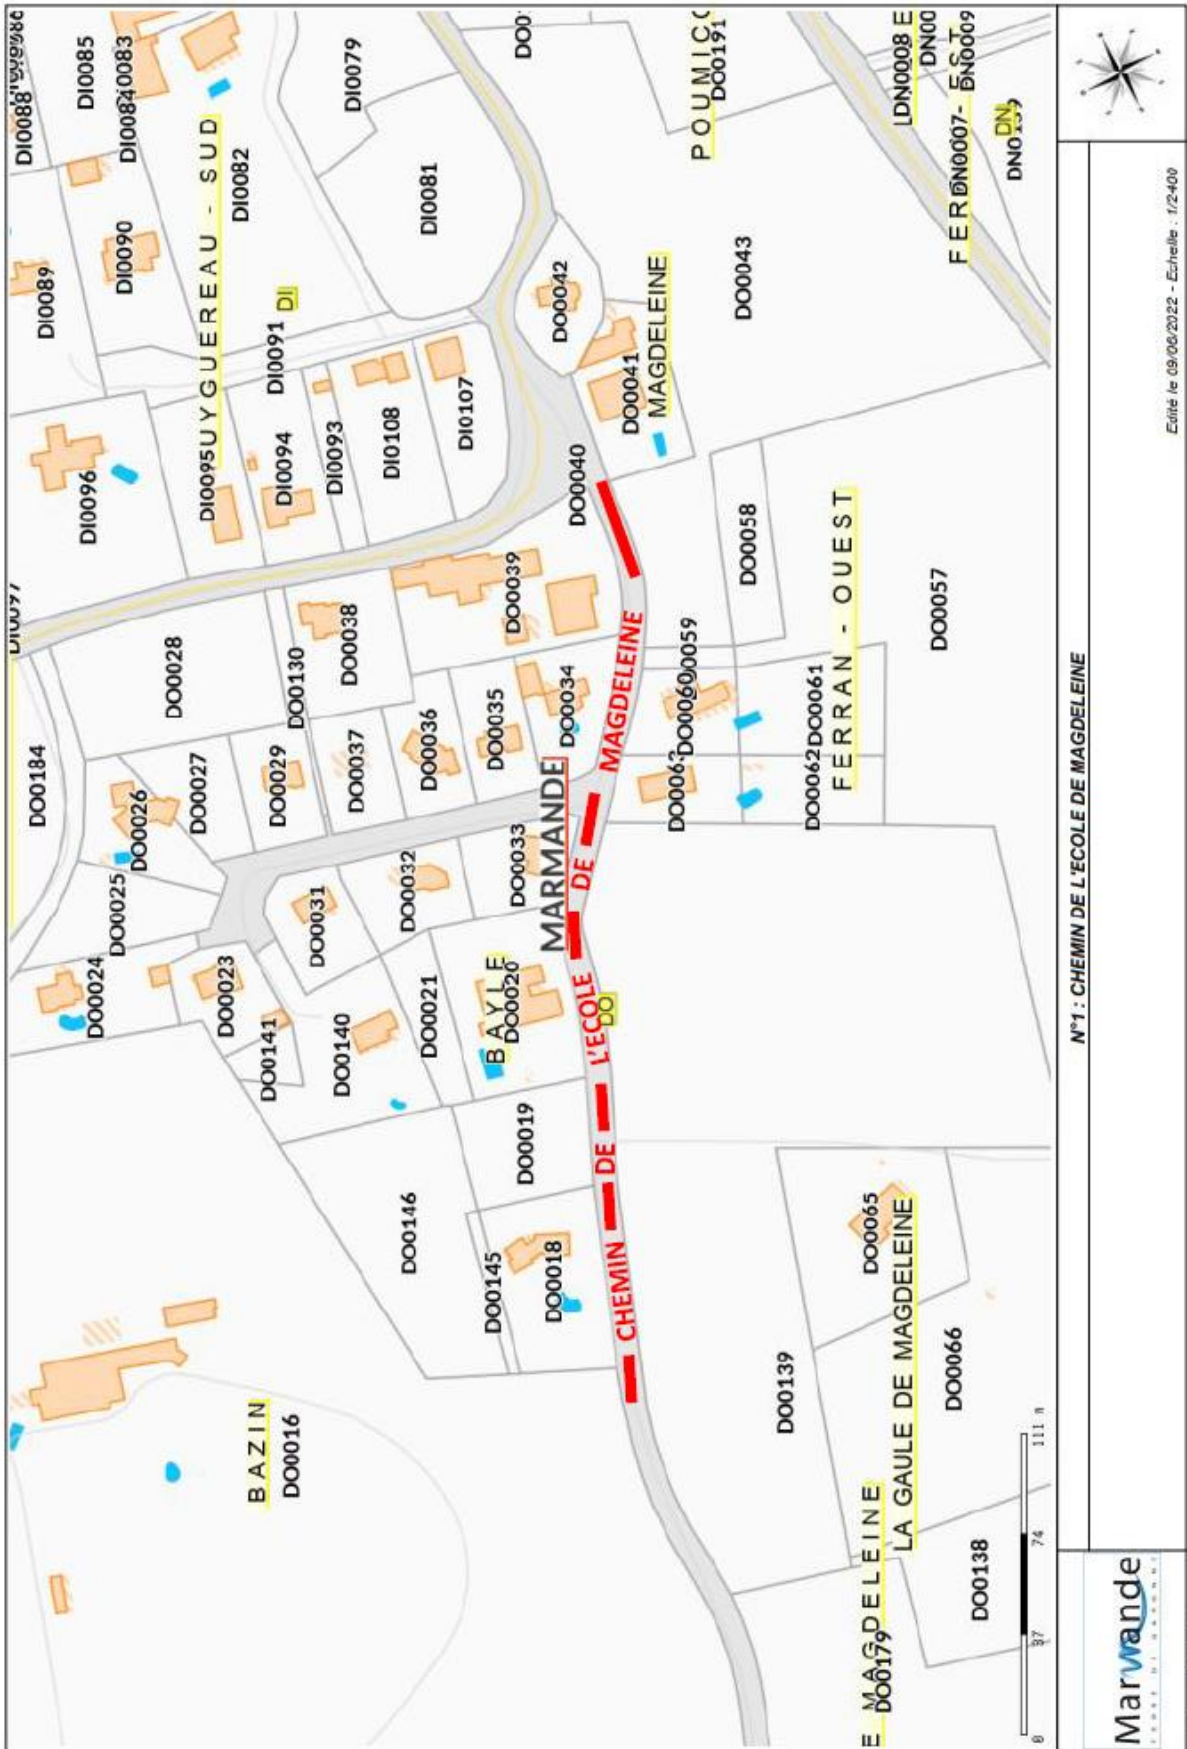 DI0088
DI0085
DI0084
DI0083
DI0079
DO0191
POUMICO
DN0008
DN0009
DI0089
DI0090
UYGUEREAU - SUD
DI0082
DI0081
DN0007
DN
DI0096
DI0095
DI0094
DI0091
DI
DI0093
DI0108
DI0107
DO0042
DO0041
MAGDELEINE
DO0043
DO0040
DO0184
DO0028
DO0130
DO0038
DO0039
DO0058
FERRAN - OUEST
DO0057
DO0026
DO0027
DO0029
DO0037
DO0036
DO0035
DO0034
DO0060
DO0059
DO0061
DO0063
DO0062
MARMANDE
DO0025
DO0031
DO0032
DO0033
DO0024
DO0023
DO0141
DO0140
DO0021
BAYLE
DO0020
DO
CHEMIN DE L'ECOLE DE MAGDELEINE
DO0019
DO0146
DO0145
DO0018
DO0065
LA GAULE DE MAGDELEINE
DO0066
DO0139
BAZIN
DO0016
E MAGDELEINE
DO0179
DO0138
0 37 74 111 m
N°1 : CHEMIN DE L'ECOLE DE MAGDELEINE
Edité le 09/06/2022 - Echelle : 1/2400
Marmande